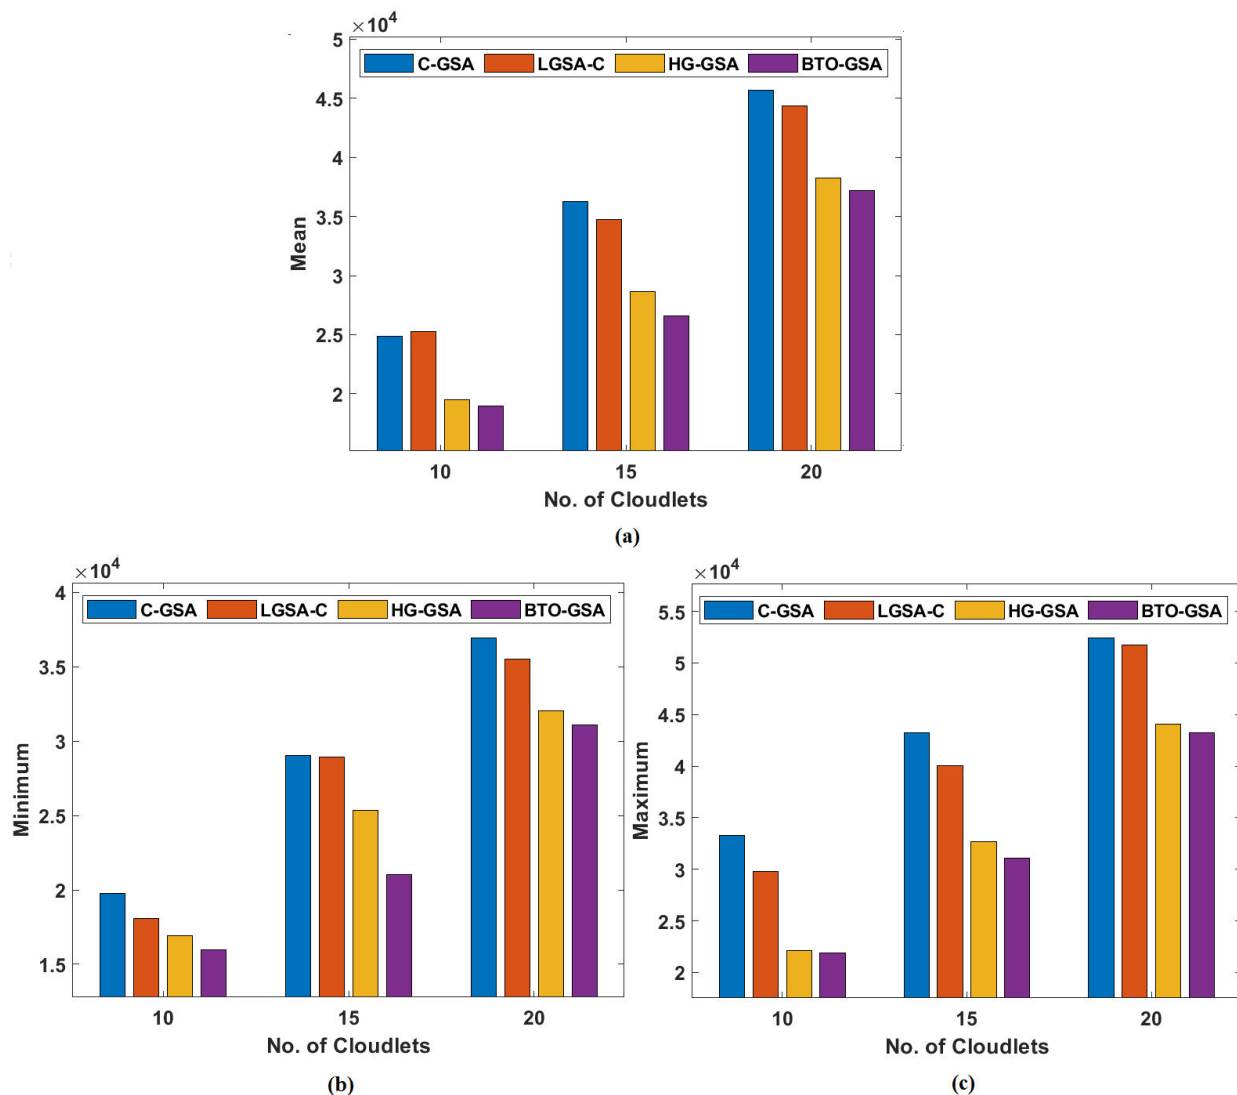 ×10⁴
5
C-GSA LGSA-C HG-GSA BTO-GSA
4.5
4
3.5
Mean
3
2.5
2
10 15 20
No. of Cloudlets
(a)
×10⁴
4
C-GSA LGSA-C HG-GSA BTO-GSA
3.5
3
Minimum
2.5
2
1.5
10 15 20
No. of Cloudlets
(b)
×10⁴
5.5
C-GSA LGSA-C HG-GSA BTO-GSA
5
4.5
4
Maximum
3.5
3
2.5
2
10 15 20
No. of Cloudlets
(c)